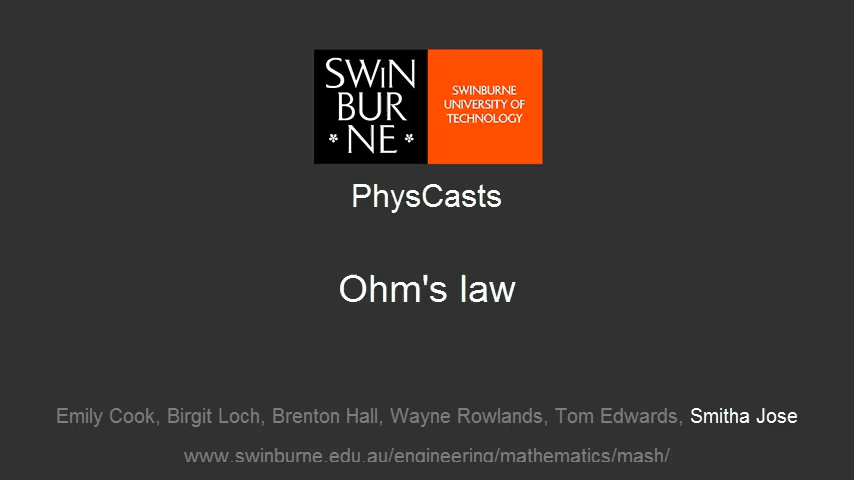 SWIN
BUR
NE
SWINBURNE
UNIVERSITY OF
TECHNOLOGY
PhysCasts
Ohm's law
Emily Cook, Birgit Loch, Brenton Hall, Wayne Rowlands, Tom Edwards, Smitha Jose
www.swinburne.edu.au/engineering/mathematics/mash/